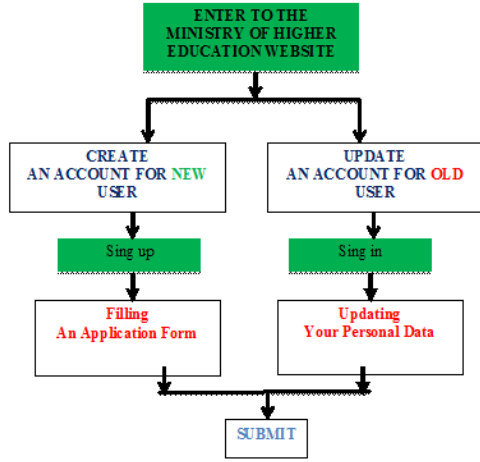 ENTER TO THE
MINISTRY OF HIGHER
EDUCATION WEBSITE
CREATE
AN ACCOUNT FOR NEW
USER
UPDATE
AN ACCOUNT FOR OLD
USER
Sing up
Sing in
Filling
An Application Form
Updating
Your Personal Data
SUBMIT